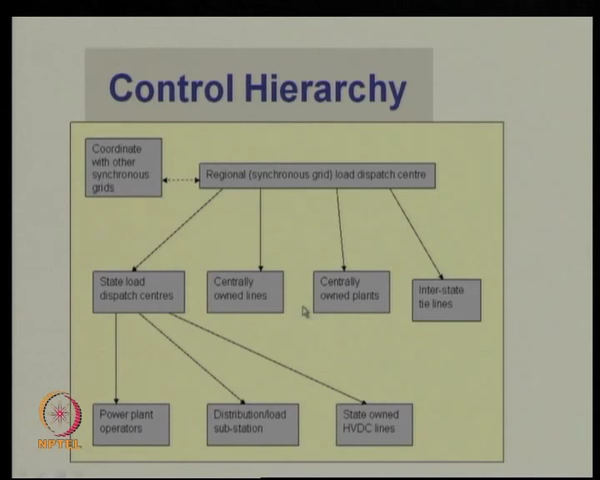 Control Hierarchy
Coordinate
with other
synchronous
grids
Regional (synchronous grid) load dispatch centre
State load
dispatch centres
Centrally
owned lines
Centrally
owned plants
Inter-state
tie lines
Power plant
operators
Distribution/load
sub-station
State owned
HVDC lines
NPTEL